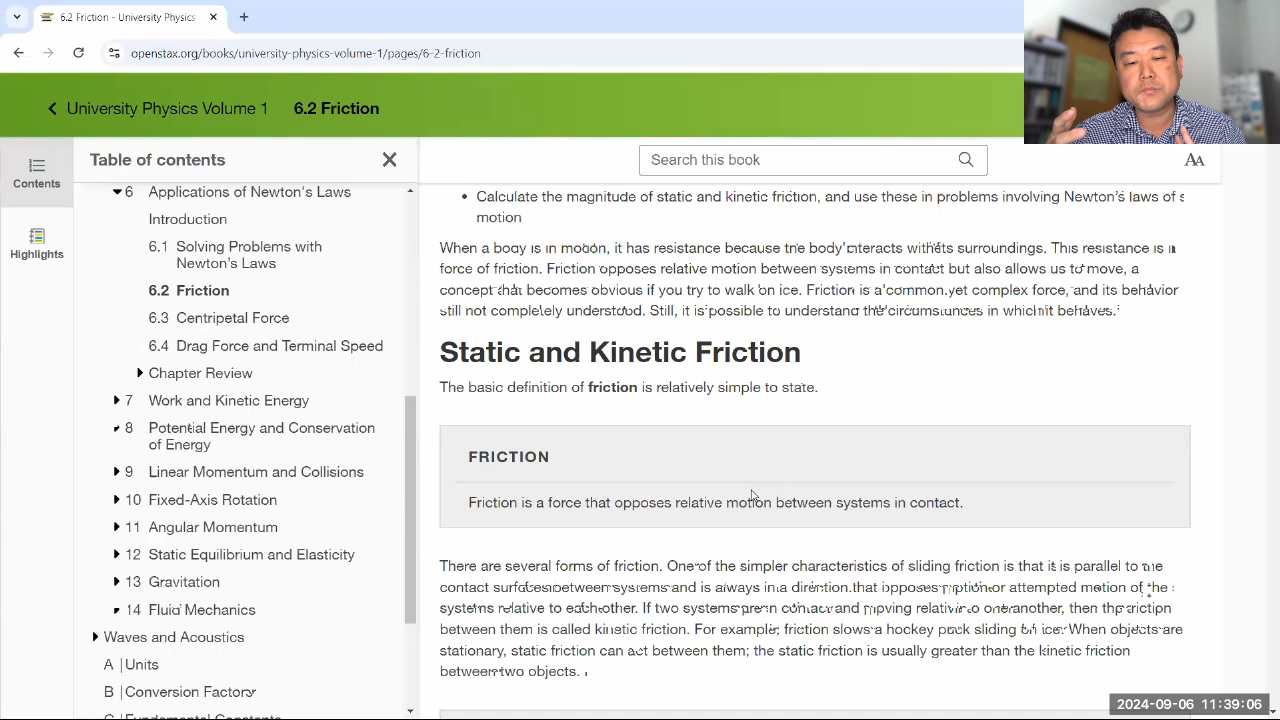 6.2 Friction - University Physics
openstax.org/books/university-physics-volume-1/pages/6-2-friction
University Physics Volume 1 6.2 Friction
Contents
Highlights
Table of contents
6 Applications of Newton's Laws
Introduction
6.1 Solving Problems with
Newton's Laws
6.2 Friction
6.3 Centripetal Force
6.4 Drag Force and Terminal Speed
Chapter Review
7 Work and Kinetic Energy
8 Potential Energy and Conservation
of Energy
9 Linear Momentum and Collisions
10 Fixed-Axis Rotation
11 Angular Momentum
12 Static Equilibrium and Elasticity
13 Gravitation
14 Fluid Mechanics
Waves and Acoustics
A | Units
B | Conversion Factors
C | Fundamental Constants
Search this book
AA
• Calculate the magnitude of static and kinetic friction, and use these in problems involving Newton's laws of
motion
When a body is in motion, it has resistance because the body interacts with its surroundings. This resistance is a
force of friction. Friction opposes relative motion between systems in contact but also allows us to move, a
concept that becomes obvious if you try to walk on ice. Friction is a common yet complex force, and its behavior
still not completely understood. Still, it is possible to understand the circumstances in which it behaves.
Static and Kinetic Friction
The basic definition of friction is relatively simple to state.
FRICTION
Friction is a force that opposes relative motion between systems in contact.
There are several forms of friction. One of the simpler characteristics of sliding friction is that it is parallel to the
contact surfaces between systems and is always in a direction that opposes motion or attempted motion of the
systems relative to each other. If two systems are in contact and moving relative to one another, then the friction
between them is called kinetic friction. For example, friction slows a hockey puck sliding on ice. When objects are
stationary, static friction can act between them; the static friction is usually greater than the kinetic friction
between two objects.
2024-09-06 11:39:06